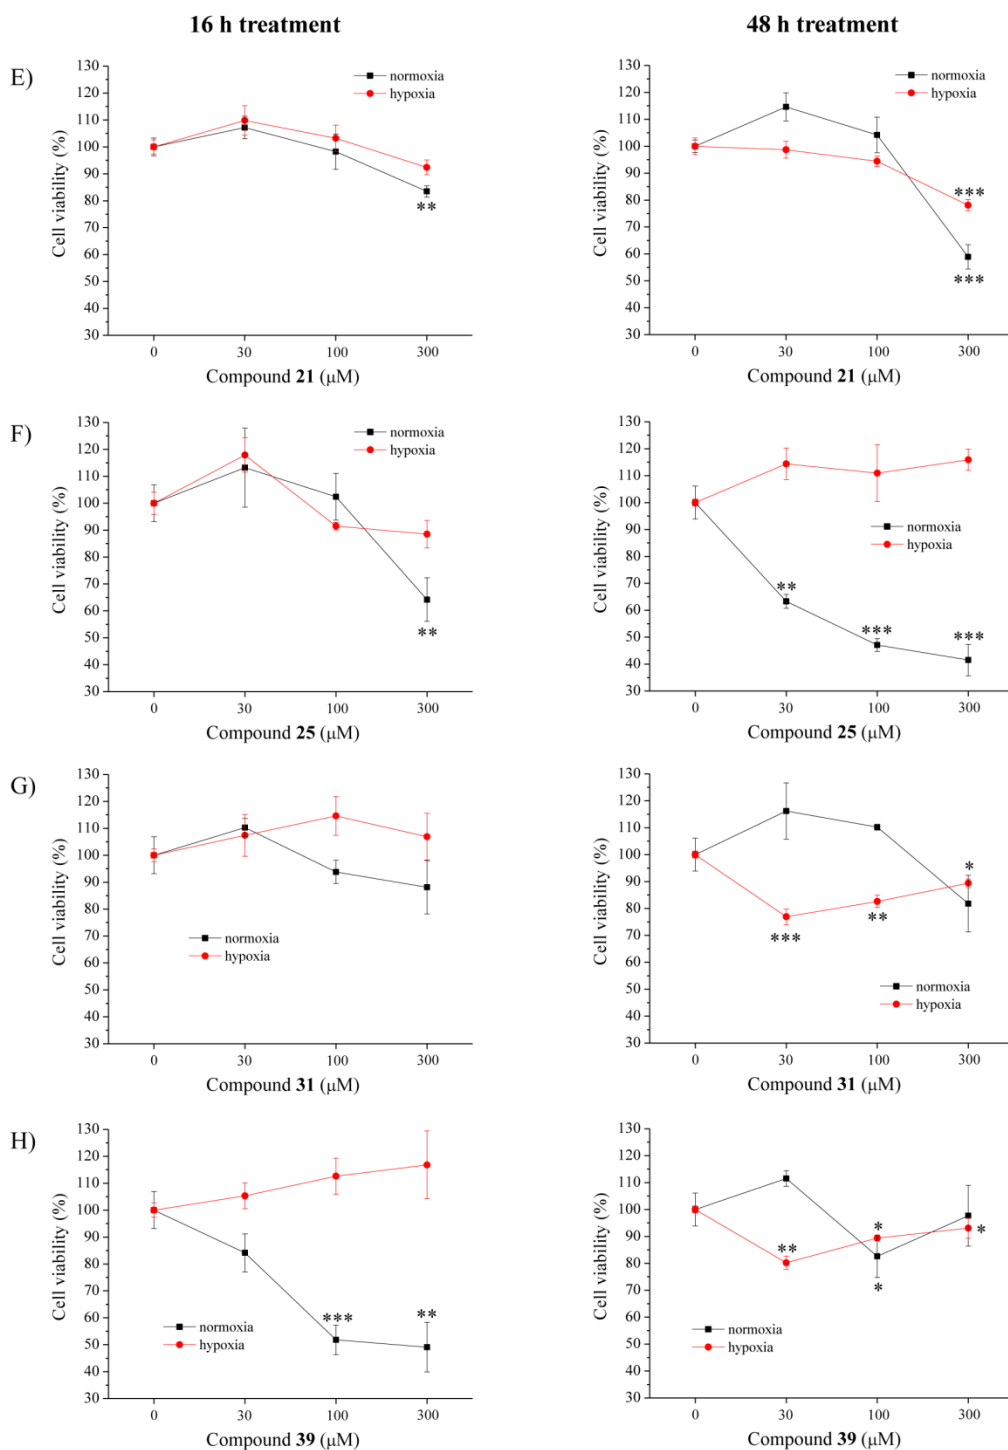 16 h treatment
48 h treatment
E)
130
120
110
100
90
80
70
60
50
40
30
Cell viability (%)
normoxia
hypoxia
**
0 30 100 300
Compound 21 (μM)
130
120
110
100
90
80
70
60
50
40
30
Cell viability (%)
normoxia
hypoxia
***
***
0 30 100 300
Compound 21 (μM)
F)
130
120
110
100
90
80
70
60
50
40
30
Cell viability (%)
normoxia
hypoxia
**
0 30 100 300
Compound 25 (μM)
130
120
110
100
90
80
70
60
50
40
30
Cell viability (%)
normoxia
hypoxia
**
***
***
0 30 100 300
Compound 25 (μM)
G)
130
120
110
100
90
80
70
60
50
40
30
Cell viability (%)
normoxia
hypoxia
0 30 100 300
Compound 31 (μM)
130
120
110
100
90
80
70
60
50
40
30
Cell viability (%)
*
***
**
normoxia
hypoxia
0 30 100 300
Compound 31 (μM)
H)
130
120
110
100
90
80
70
60
50
40
30
Cell viability (%)
***
**
normoxia
hypoxia
0 30 100 300
Compound 39 (μM)
130
120
110
100
90
80
70
60
50
40
30
Cell viability (%)
**
*
*
*
normoxia
hypoxia
0 30 100 300
Compound 39 (μM)